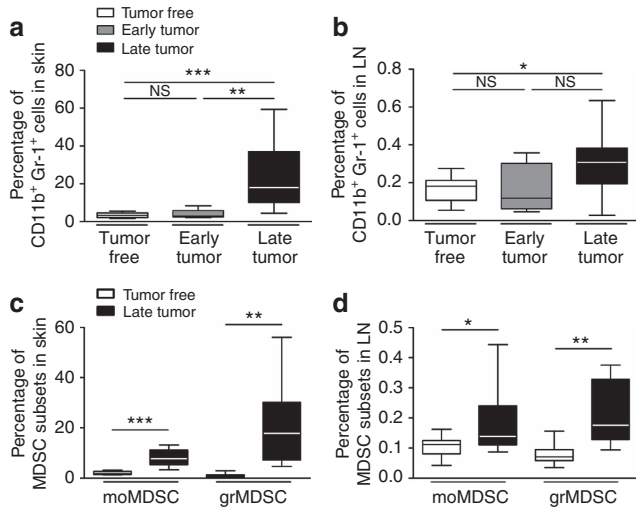 a
Tumor free
Early tumor
Late tumor
Percentage of
CD11b⁺ Gr-1⁺ cells in skin
80
60
40
20
0
***
NS
**
Tumor
free
Early
tumor
Late
tumor
b
Percentage of
CD11b⁺ Gr-1⁺ cells in LN
0.8
0.6
0.4
0.2
0.0
*
NS
NS
Tumor
free
Early
tumor
Late
tumor
c
Tumor free
Late tumor
Percentage of
MDSC subsets in skin
60
40
20
0
***
**
moMDSC
grMDSC
d
Percentage of
MDSC subsets in LN
0.5
0.4
0.3
0.2
0.1
0.0
*
**
moMDSC
grMDSC